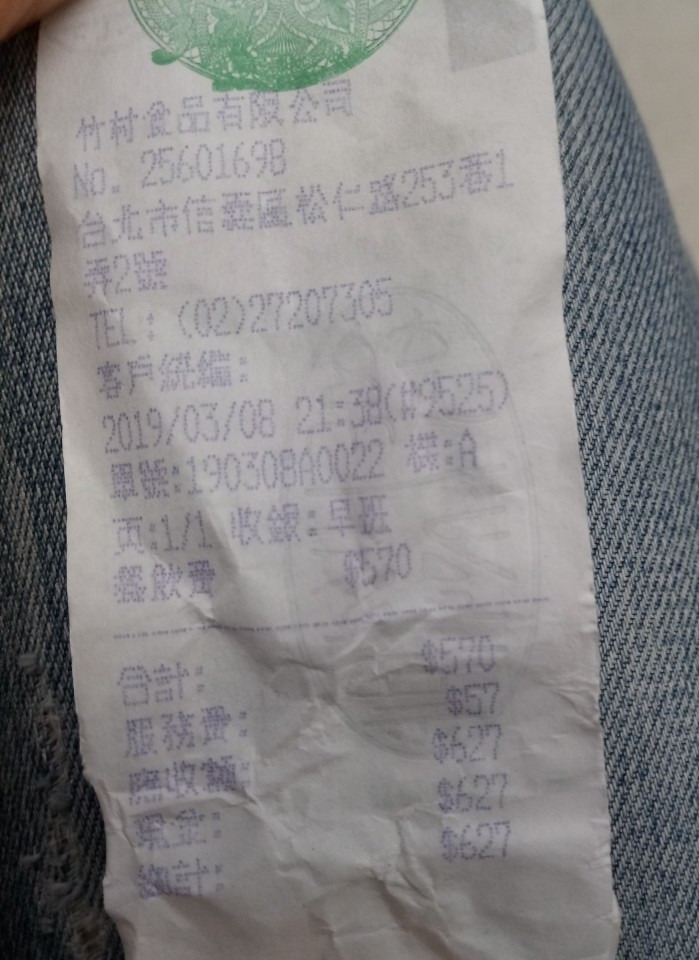 竹村食品有限公司
No. 25601698
台北市信義區松仁路253巷1
弄2號
TEL: (02)27207305
客戶統編:
2019/03/08 21:38(#9525)
單號:190308A0022 機:A
页:1/1 收銀:早班
餐飲費 $570
合計: $570
服務費: $57
應收額: $627
現金: $627
總計: $627